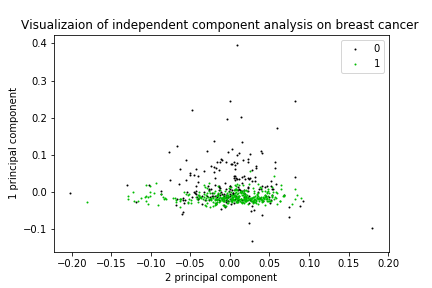 Visualizaion of independent component analysis on breast cancer
0.4
0.3
0.2
0.1
0.0
−0.1
1 principal component
0
1
−0.20 −0.15 −0.10 −0.05 0.00 0.05 0.10 0.15 0.20
2 principal component